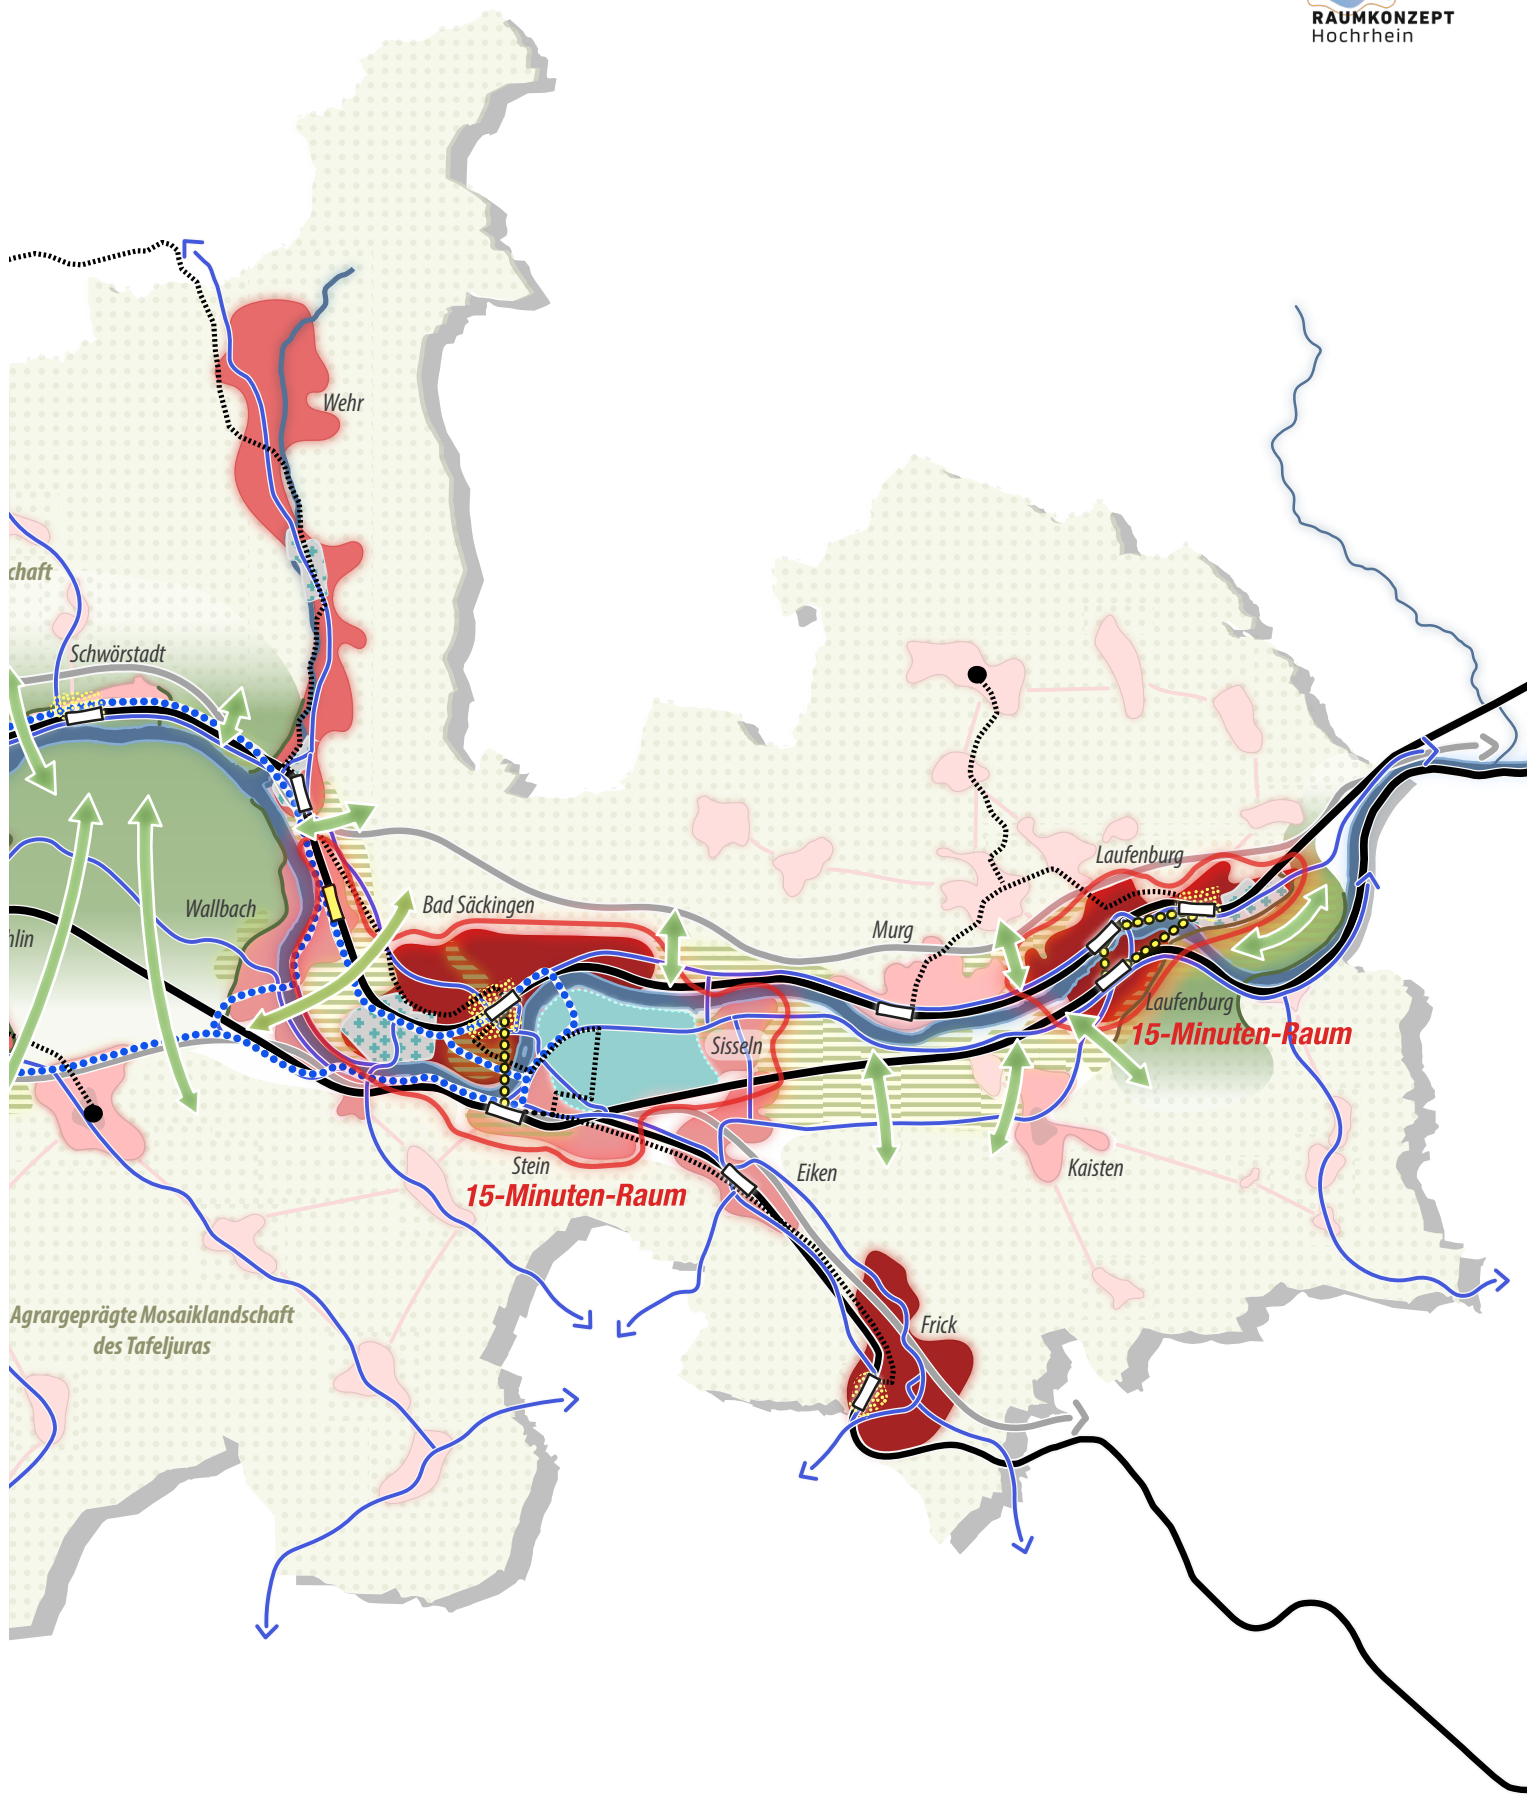 RAUMKONZEPT
Hochrhein
Wehr
chaft
Schwörstadt
Laufenburg
Wallbach
Bad Säckingen
Murg
hlin
Laufenburg
15-Minuten-Raum
Sisseln
Stein
15-Minuten-Raum
Eiken
Kaisten
Agrargeprägte Mosaiklandschaft
des Tafeljuras
Frick